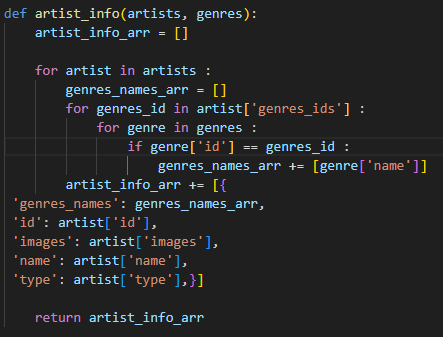 def artist_info(artists, genres):
    artist_info_arr = []

    for artist in artists :
        genres_names_arr = []
        for genres_id in artist['genres_ids'] :
            for genre in genres :
                if genre['id'] == genres_id :
                    genres_names_arr += [genre['name']]
        artist_info_arr += [{
 'genres_names': genres_names_arr,
 'id': artist['id'],
 'images': artist['images'],
 'name': artist['name'],
 'type': artist['type'],}]

    return artist_info_arr